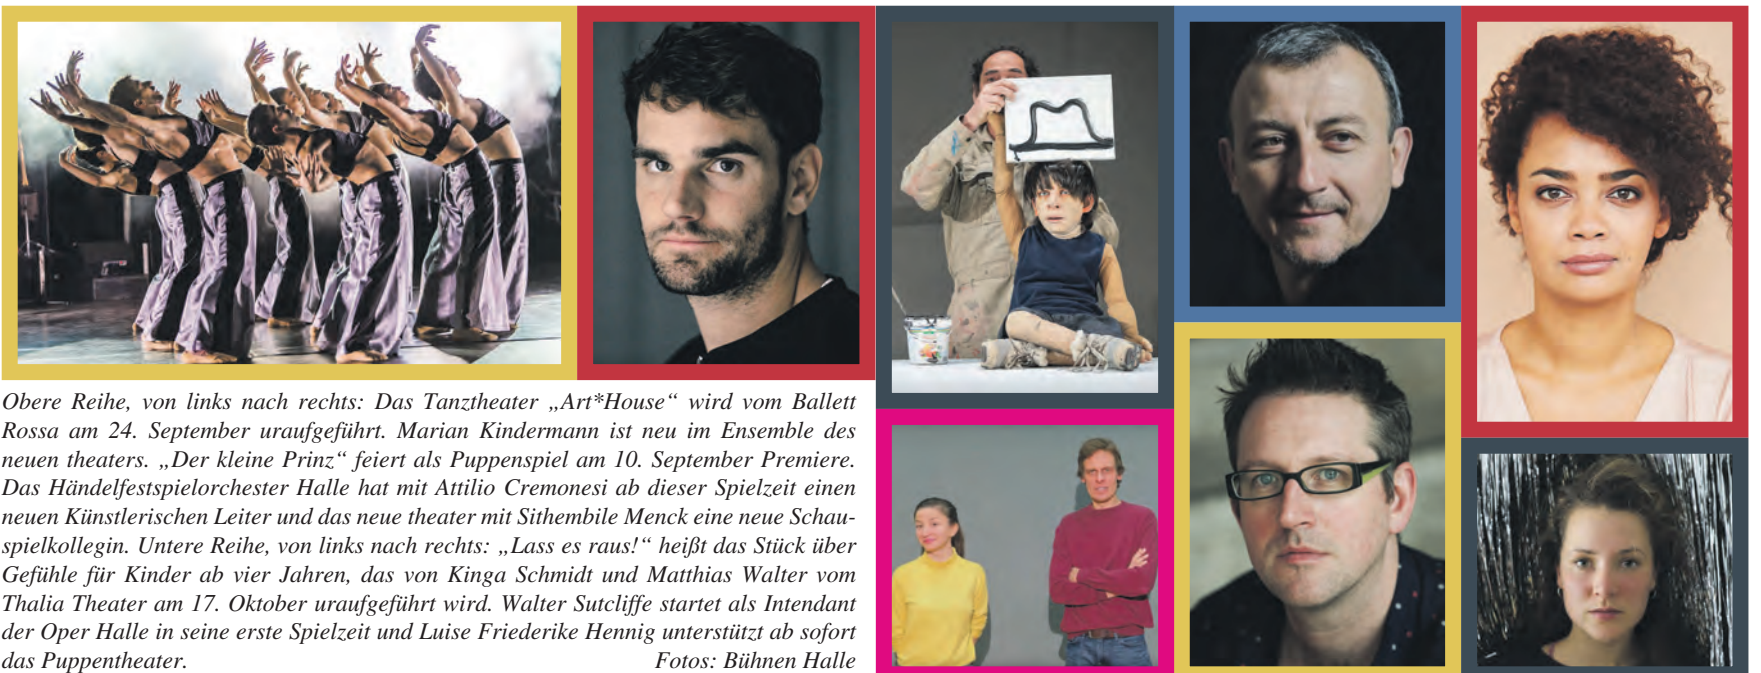 Obere Reihe, von links nach rechts: Das Tanztheater „Art*House“ wird vom Ballett
Rossa am 24. September uraufgeführt. Marian Kindermann ist neu im Ensemble des
neuen theaters. „Der kleine Prinz“ feiert als Puppenspiel am 10. September Premiere.
Das Händelfestspielorchester Halle hat mit Attilio Cremonesi ab dieser Spielzeit einen
neuen Künstlerischen Leiter und das neue theater mit Sithembile Menck eine neue Schau-
spielkollegin. Untere Reihe, von links nach rechts: „Lass es raus!“ heißt das Stück über
Gefühle für Kinder ab vier Jahren, das von Kinga Schmidt und Matthias Walter vom
Thalia Theater am 17. Oktober uraufgeführt wird. Walter Sutcliffe startet als Intendant
der Oper Halle in seine erste Spielzeit und Luise Friederike Hennig unterstützt ab sofort
das Puppentheater. Fotos: Bühnen Halle